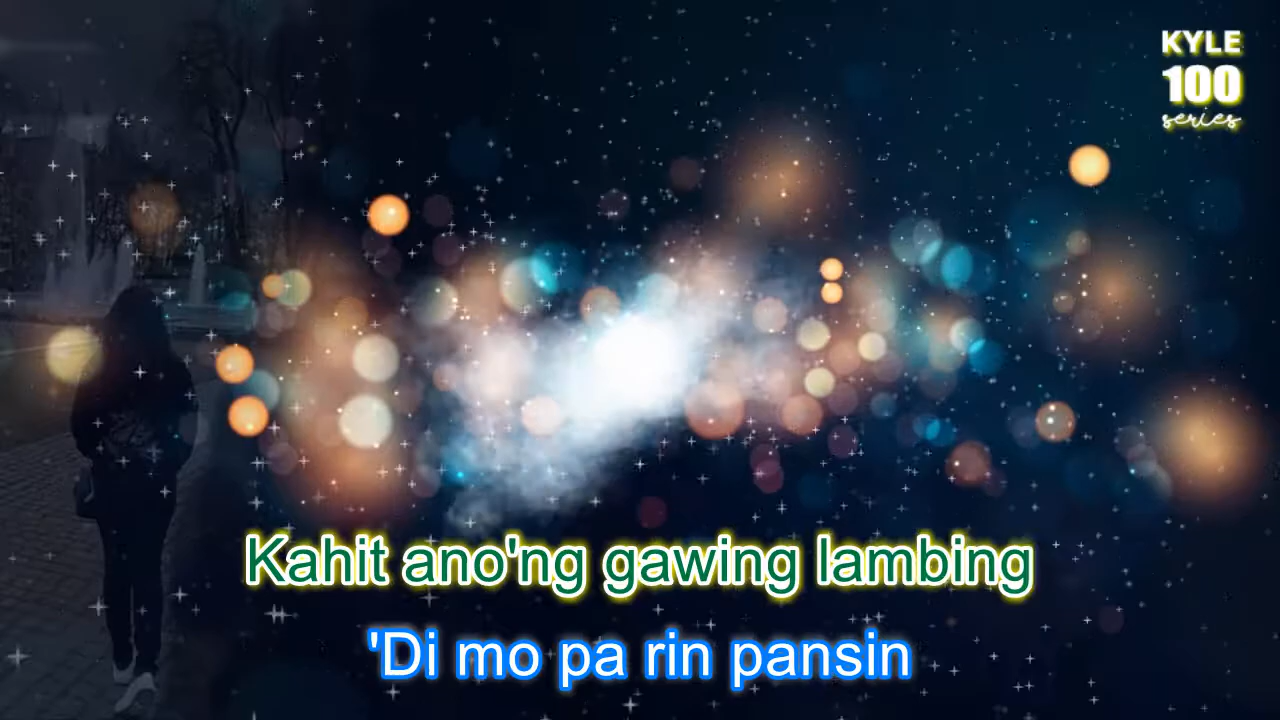 KYLE
100
series
Kahit ano'ng gawing lambing
'Di mo pa rin pansin